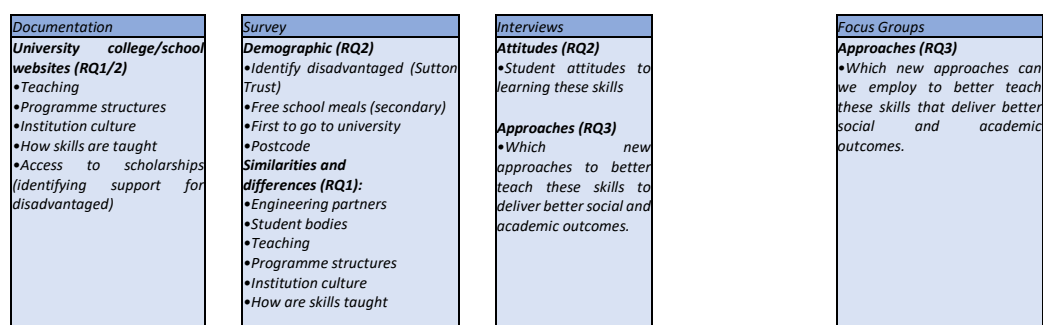 Documentation
University college/school
websites (RQ1/2)
•Teaching
•Programme structures
•Institution culture
•How skills are taught
•Access to scholarships
(identifying support for
disadvantaged)
Survey
Demographic (RQ2)
•Identify disadvantaged (Sutton
Trust)
•Free school meals (secondary)
•First to go to university
•Postcode
Similarities and
differences (RQ1):
•Engineering partners
•Student bodies
•Teaching
•Programme structures
•Institution culture
•How are skills taught
Interviews
Attitudes (RQ2)
•Student attitudes to
learning these skills
Approaches (RQ3)
•Which new
approaches to better
teach these skills to
deliver better social and
academic outcomes.
Focus Groups
Approaches (RQ3)
•Which new approaches can
we employ to better teach
these skills that deliver better
social and academic
outcomes.